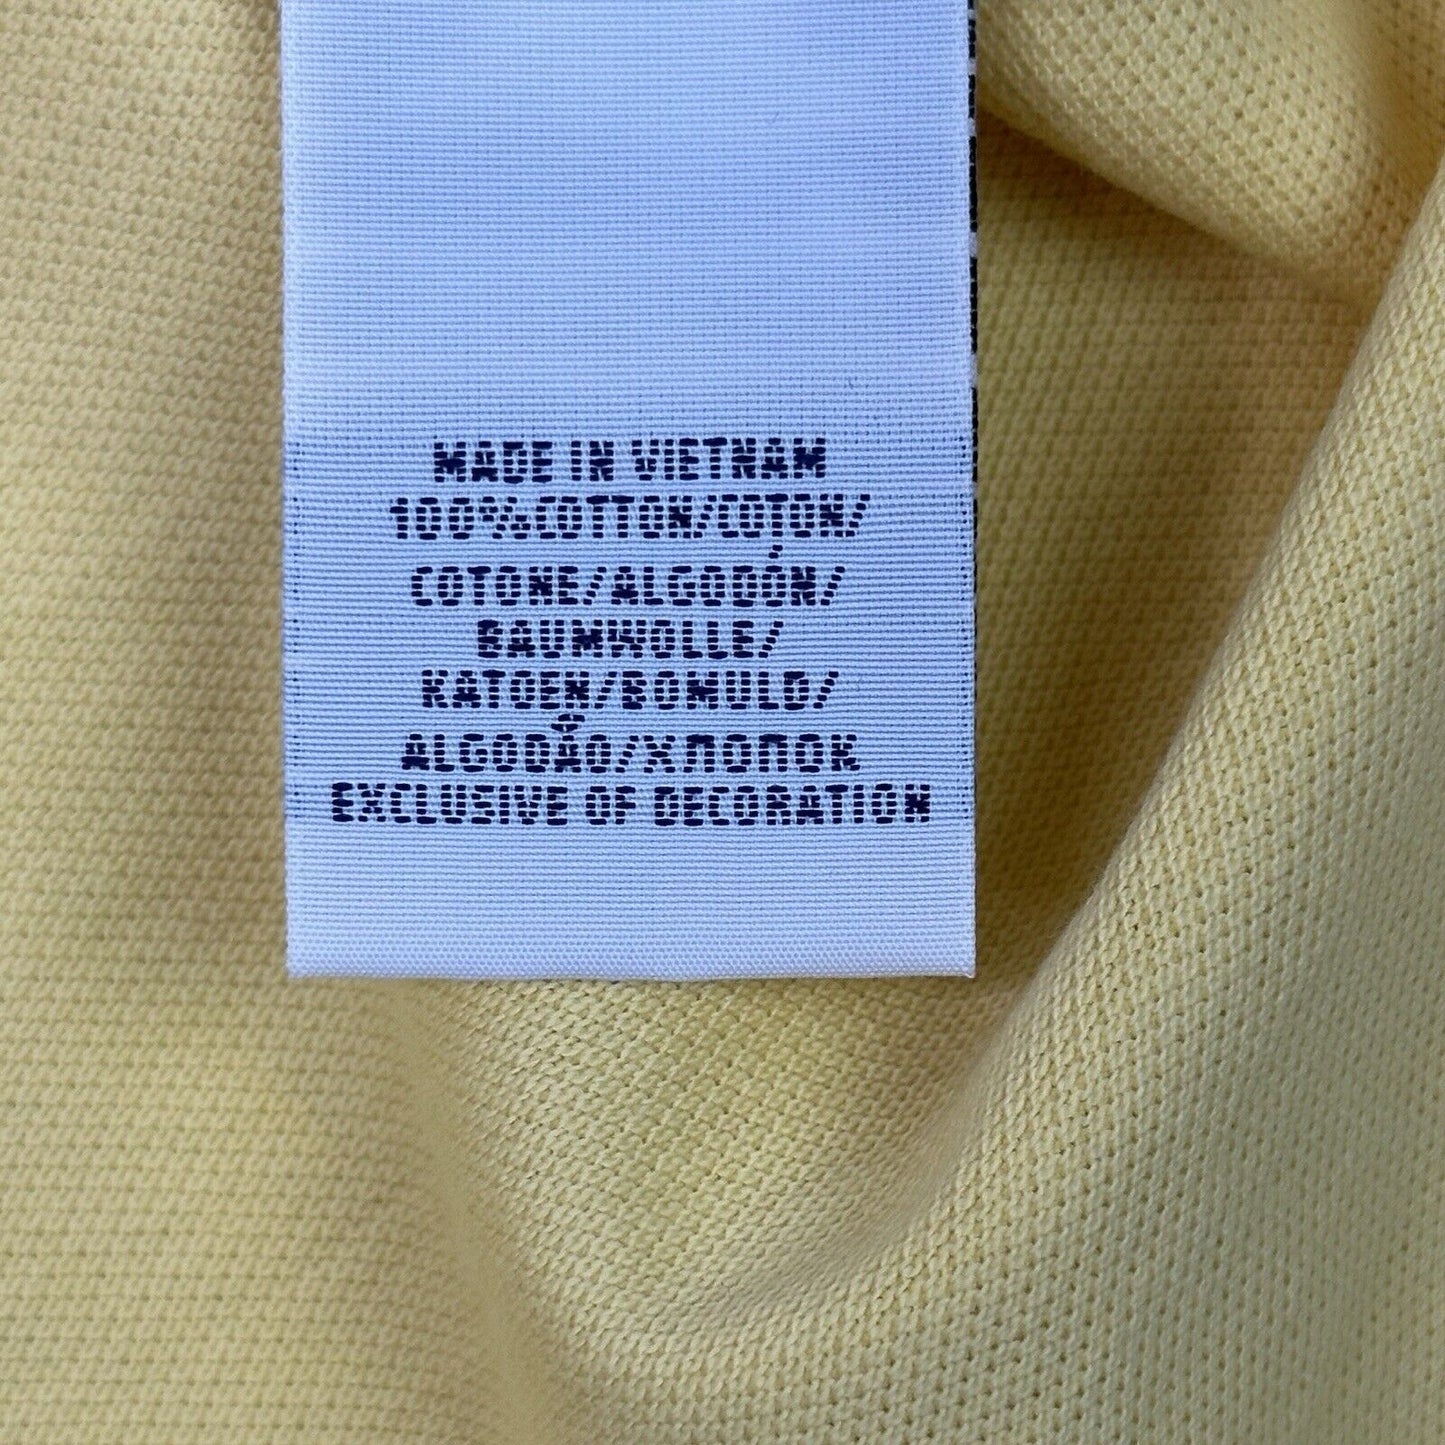 MADE IN VIETNAM
100%COTTON/COTON/
COTONE/ALGODÓN/
BAUMWOLLE/
KATOEN/BOMULD/
ALGODÃO/ХЛОПОК
EXCLUSIVE OF DECORATION